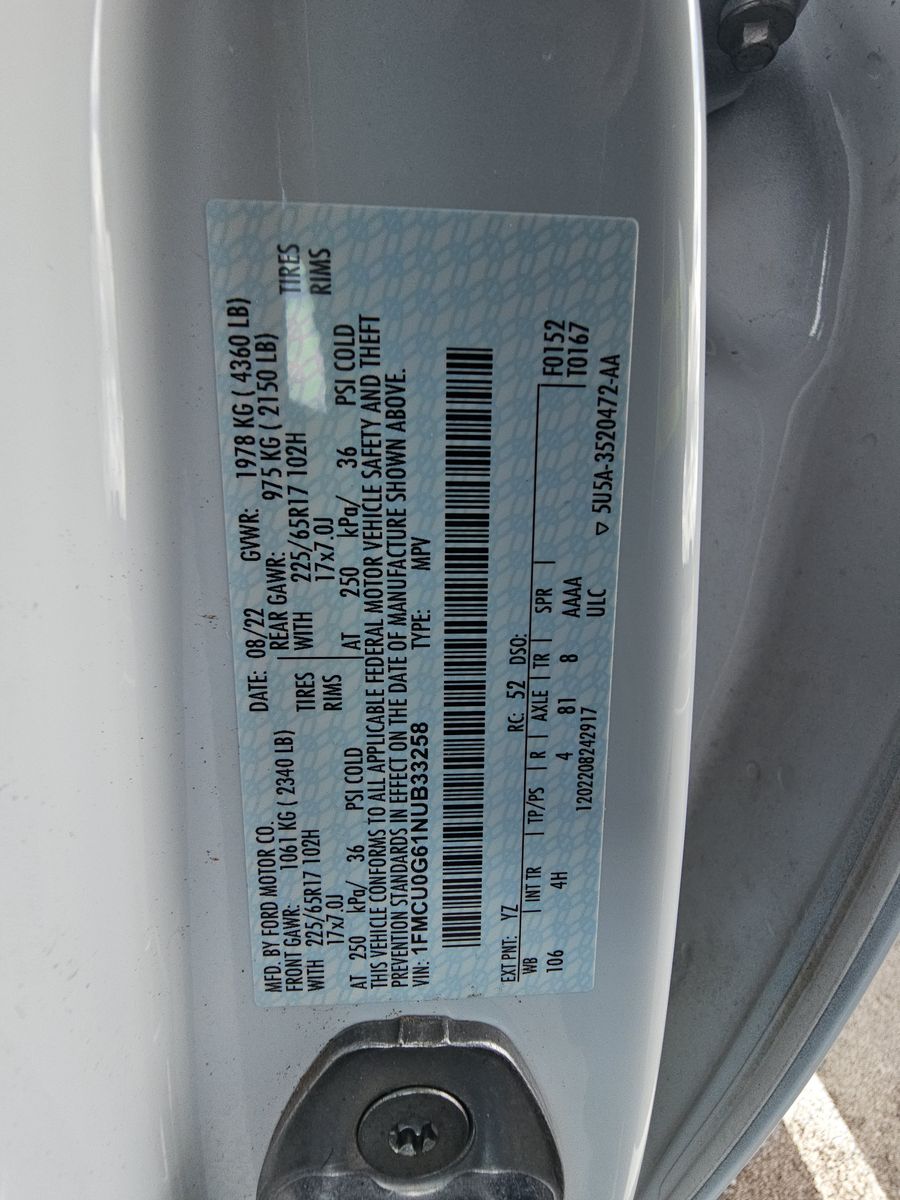 MFD. BY FORD MOTOR CO. DATE: 08/22 GVWR: 1978 KG ( 4360 LB)
FRONT GAWR: 1061 KG ( 2340 LB) REAR GAWR: 975 KG ( 2150 LB)
WITH 225/65R17 102H TIRES WITH 225/65R17 102H TIRES
17x7.0J RIMS 17x7.0J RIMS
AT 250 kPa/ 36 PSI COLD AT 250 kPa/ 36 PSI COLD
THIS VEHICLE CONFORMS TO ALL APPLICABLE FEDERAL MOTOR VEHICLE SAFETY AND THEFT
PREVENTION STANDARDS IN EFFECT ON THE DATE OF MANUFACTURE SHOWN ABOVE.
VIN: 1FMCU0G61NUB33258 TYPE: MPV
EXT PNT: YZ RC: 52 DSO: F0152
WB INT TR TP/PS R AXLE TR SPR T0167
106 4H 4 81 8 AAAA
1202208242917 ULC ▽ 5U5A-3520472-AA